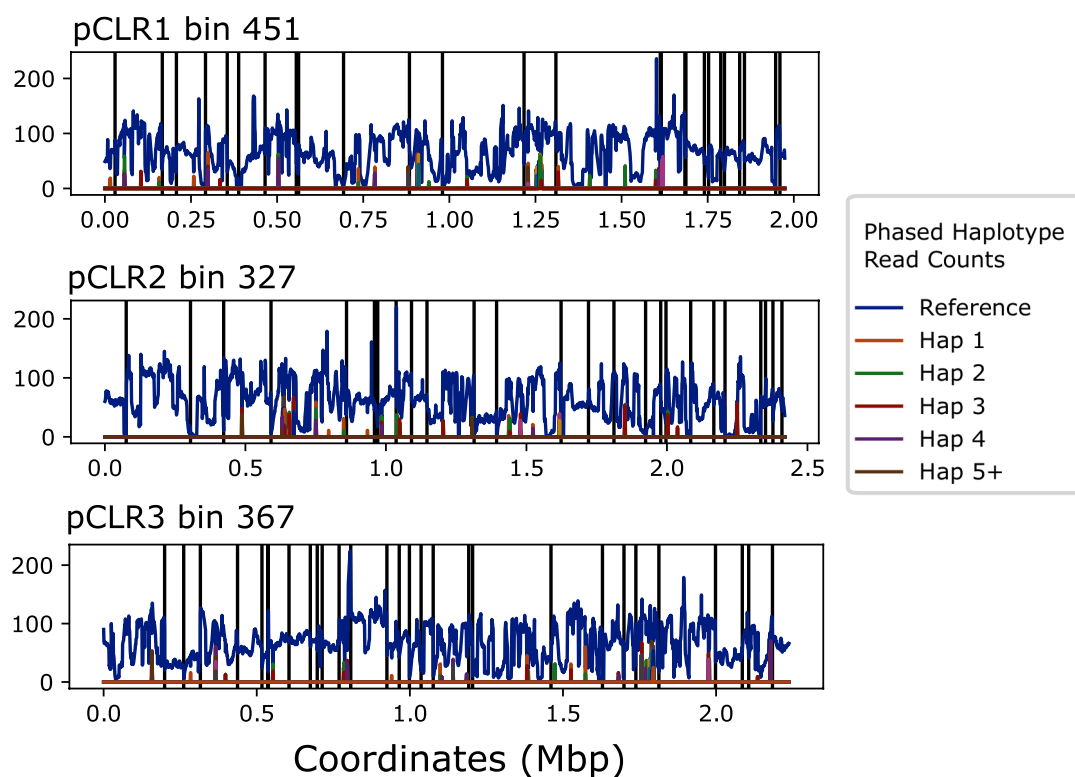 pCLR1 bin 451
200
100
0
0.00 0.25 0.50 0.75 1.00 1.25 1.50 1.75 2.00
pCLR2 bin 327
200
100
0
0.0 0.5 1.0 1.5 2.0 2.5
pCLR3 bin 367
200
100
0
0.0 0.5 1.0 1.5 2.0
Coordinates (Mbp)
Phased Haplotype
Read Counts
Reference
Hap 1
Hap 2
Hap 3
Hap 4
Hap 5+